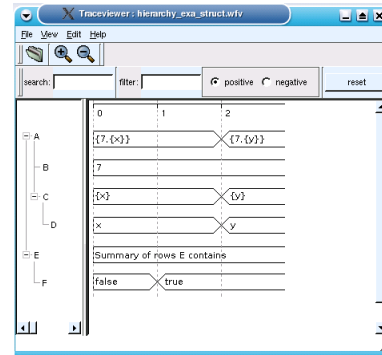 Traceviewer : hierarchy_exa_struct.wfv
File View Edit Help
search: filter: positive negative reset
0 1 2
A {7.{x}} {7.{y}}
B 7
C {x} {y}
D x y
E Summary of rows E contains
F false true